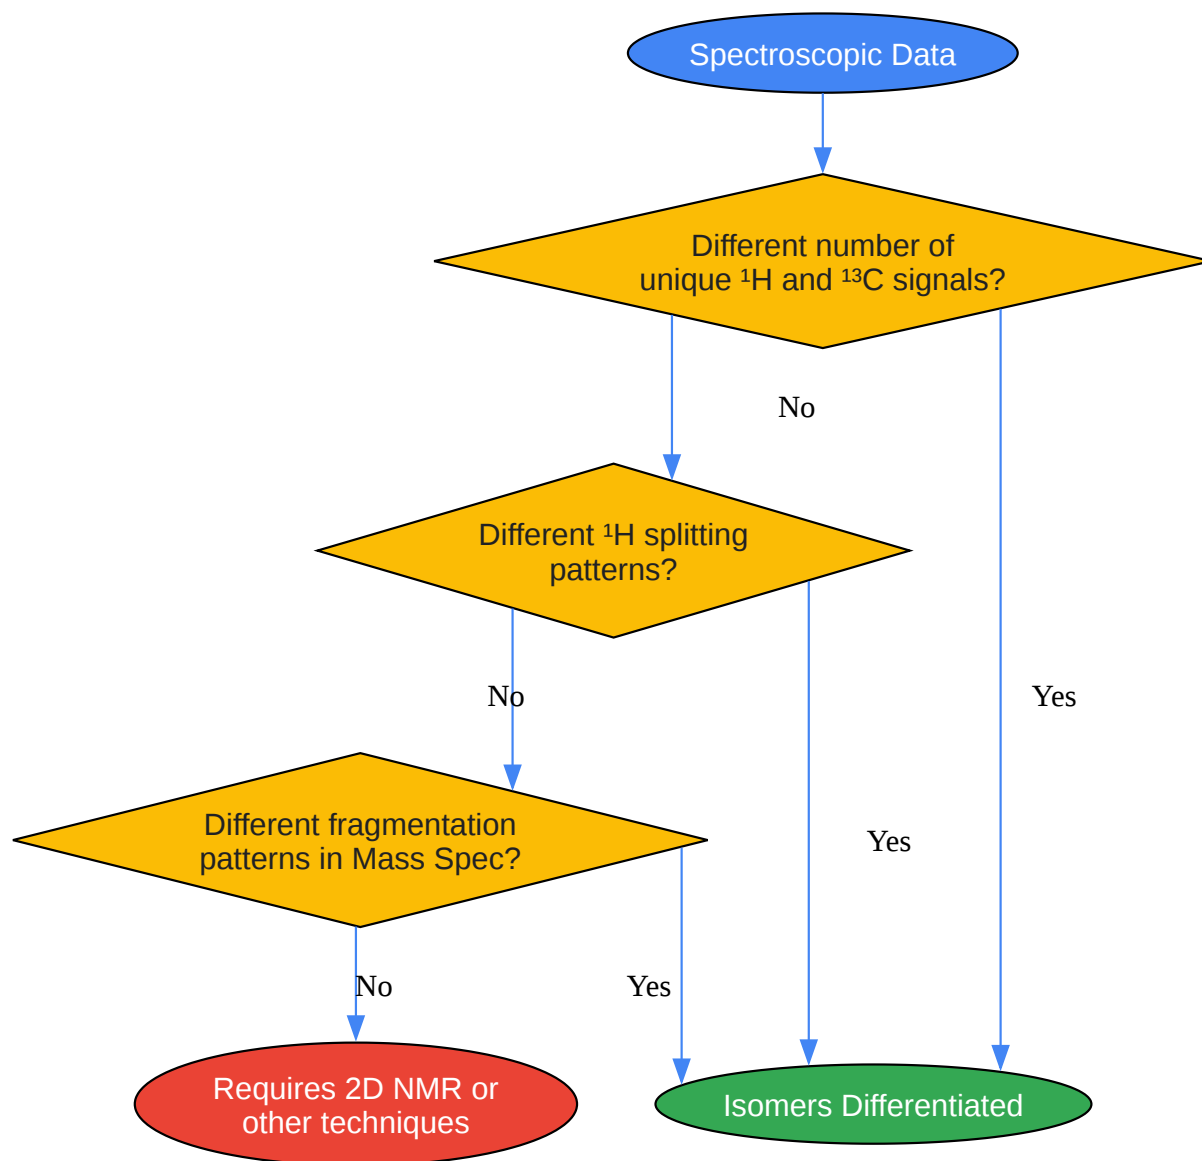 Spectroscopic Data
Different number of
unique ¹H and ¹³C signals?
No
Different ¹H splitting
patterns?
No
Yes
Different fragmentation
patterns in Mass Spec?
Yes
No
Yes
Requires 2D NMR or
other techniques
Isomers Differentiated